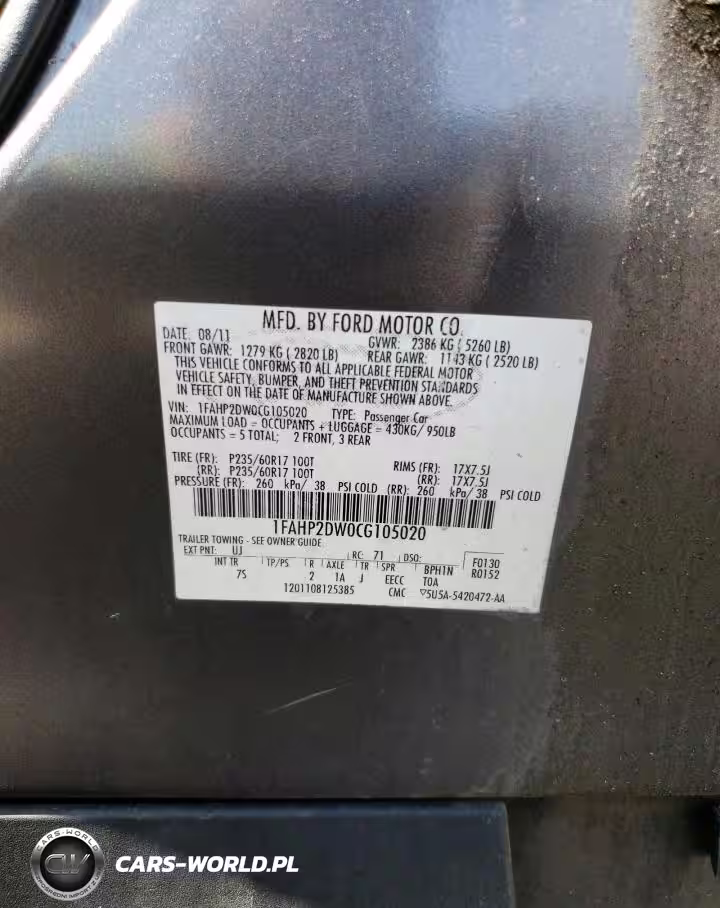 MFD. BY FORD MOTOR CO.
DATE: 08/11 GVWR: 2386 KG ( 5260 LB)
FRONT GAWR: 1279 KG ( 2820 LB) REAR GAWR: 1143 KG ( 2520 LB)
THIS VEHICLE CONFORMS TO ALL APPLICABLE FEDERAL MOTOR
VEHICLE SAFETY, BUMPER, AND THEFT PREVENTION STANDARDS
IN EFFECT ON THE DATE OF MANUFACTURE SHOWN ABOVE.
VIN: 1FAHP2DW0CG105020 TYPE: Passenger Car
MAXIMUM LOAD = OCCUPANTS + LUGGAGE = 430KG/ 950LB
OCCUPANTS = 5 TOTAL; 2 FRONT, 3 REAR
TIRE (FR): P235/60R17 100T RIMS (FR): 17X7.5J
(RR): P235/60R17 100T (RR): 17X7.5J
PRESSURE (FR): 260 kPa/ 38 PSI COLD (RR): 260 kPa/ 38 PSI COLD
1FAHP2DW0CG105020
TRAILER TOWING - SEE OWNER GUIDE.
EXT PNT: UJ RC: 71 DSO: F0130
INT TR TP/PS R AXLE TR SPR BPH1N R0152
7S 2 1A J EECC TOA
1201108125385 CMC ▽5U5A-5420472-AA
CARS-WORLD
CW
CARS-WORLD.PL